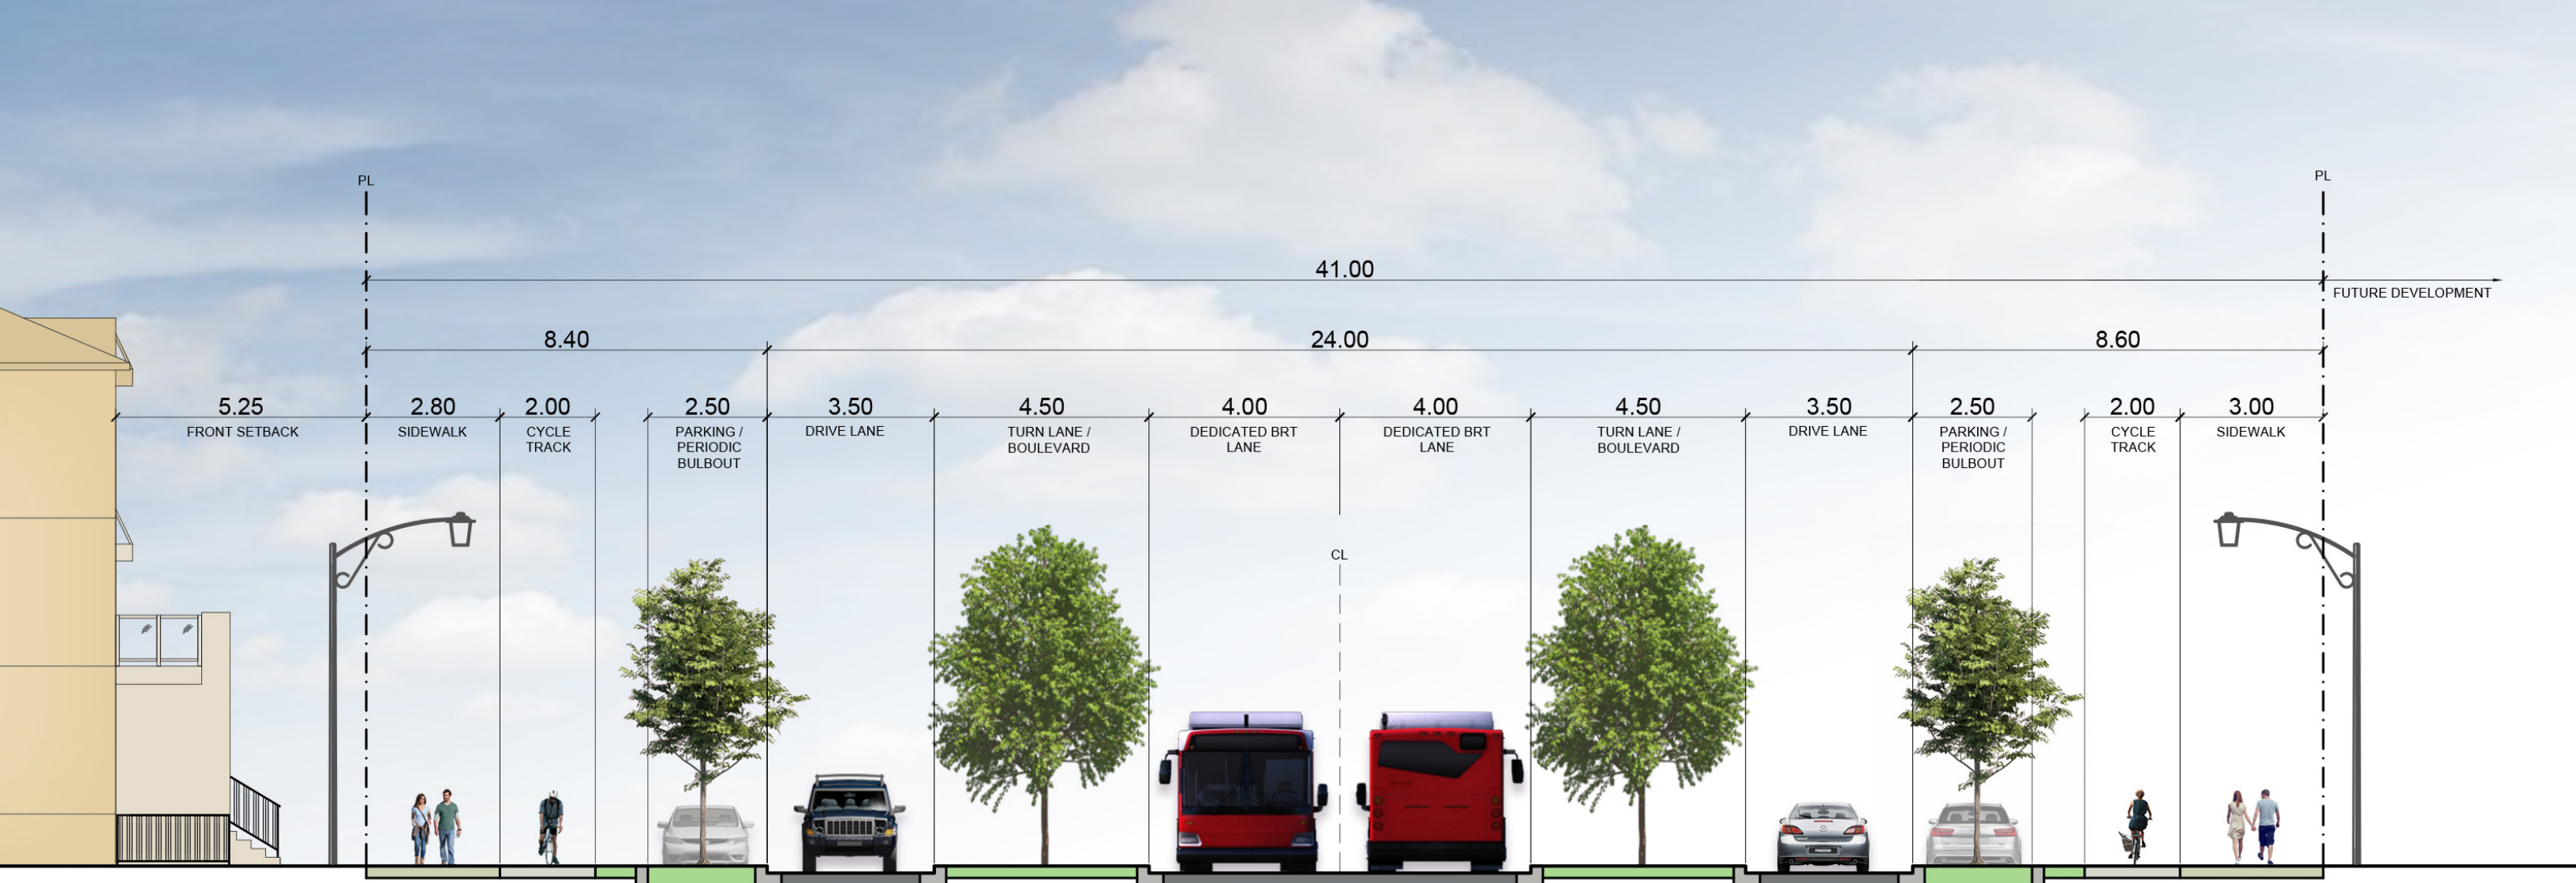 PL
PL
41.00
FUTURE DEVELOPMENT
8.40
24.00
8.60
5.25
FRONT SETBACK
2.80
SIDEWALK
2.00
CYCLE
TRACK
2.50
PARKING /
PERIODIC
BULBOUT
3.50
DRIVE LANE
4.50
TURN LANE /
BOULEVARD
4.00
DEDICATED BRT
LANE
4.00
DEDICATED BRT
LANE
4.50
TURN LANE /
BOULEVARD
3.50
DRIVE LANE
2.50
PARKING /
PERIODIC
BULBOUT
2.00
CYCLE
TRACK
3.00
SIDEWALK
CL